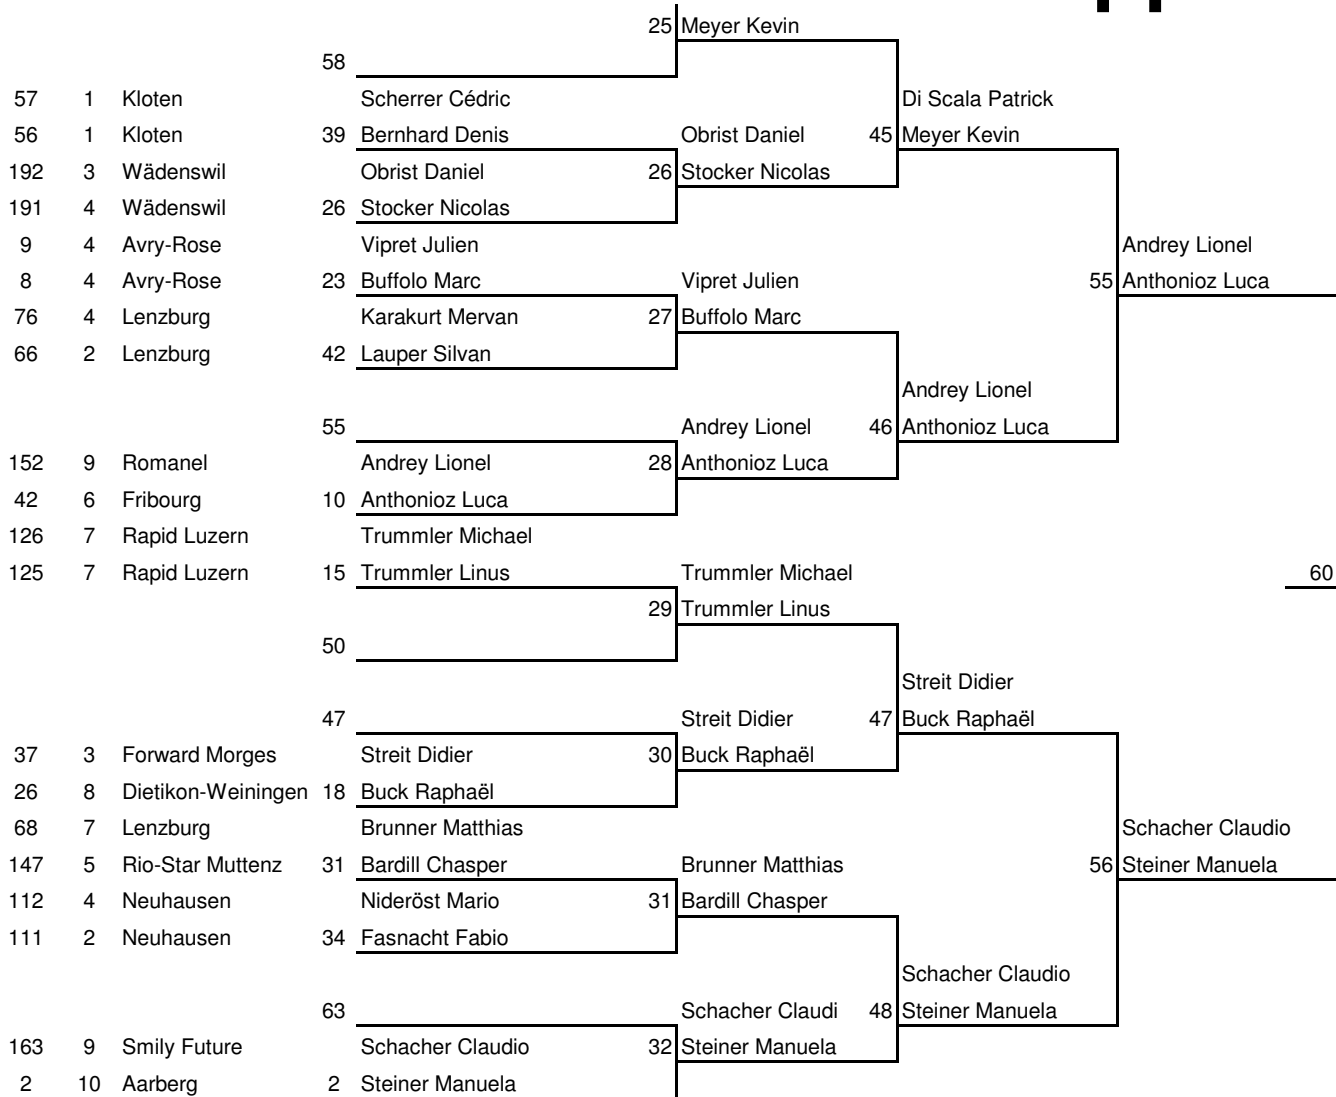 25 Meyer Kevin
58
57 1 Kloten Scherrer Cédric Di Scala Patrick
56 1 Kloten 39 Bernhard Denis Obrist Daniel 45 Meyer Kevin
192 3 Wädenswil Obrist Daniel 26 Stocker Nicolas
191 4 Wädenswil 26 Stocker Nicolas
9 4 Avry-Rose Vipret Julien Andrey Lionel
8 4 Avry-Rose 23 Buffolo Marc Vipret Julien 55 Anthonioz Luca
76 4 Lenzburg Karakurt Mervan 27 Buffolo Marc
66 2 Lenzburg 42 Lauper Silvan
Andrey Lionel
55 Andrey Lionel 46 Anthonioz Luca
152 9 Romanel Andrey Lionel 28 Anthonioz Luca
42 6 Fribourg 10 Anthonioz Luca
126 7 Rapid Luzern Trummler Michael
125 7 Rapid Luzern 15 Trummler Linus Trummler Michael 60
29 Trummler Linus
50
Streit Didier
47 Streit Didier 47 Buck Raphaël
37 3 Forward Morges Streit Didier 30 Buck Raphaël
26 8 Dietikon-Weiningen 18 Buck Raphaël
68 7 Lenzburg Brunner Matthias Schacher Claudio
147 5 Rio-Star Muttenz 31 Bardill Chasper Brunner Matthias 56 Steiner Manuela
112 4 Neuhausen Nideröst Mario 31 Bardill Chasper
111 2 Neuhausen 34 Fasnacht Fabio
Schacher Claudio
63 Schacher Claudi 48 Steiner Manuela
163 9 Smily Future Schacher Claudio 32 Steiner Manuela
2 10 Aarberg 2 Steiner Manuela